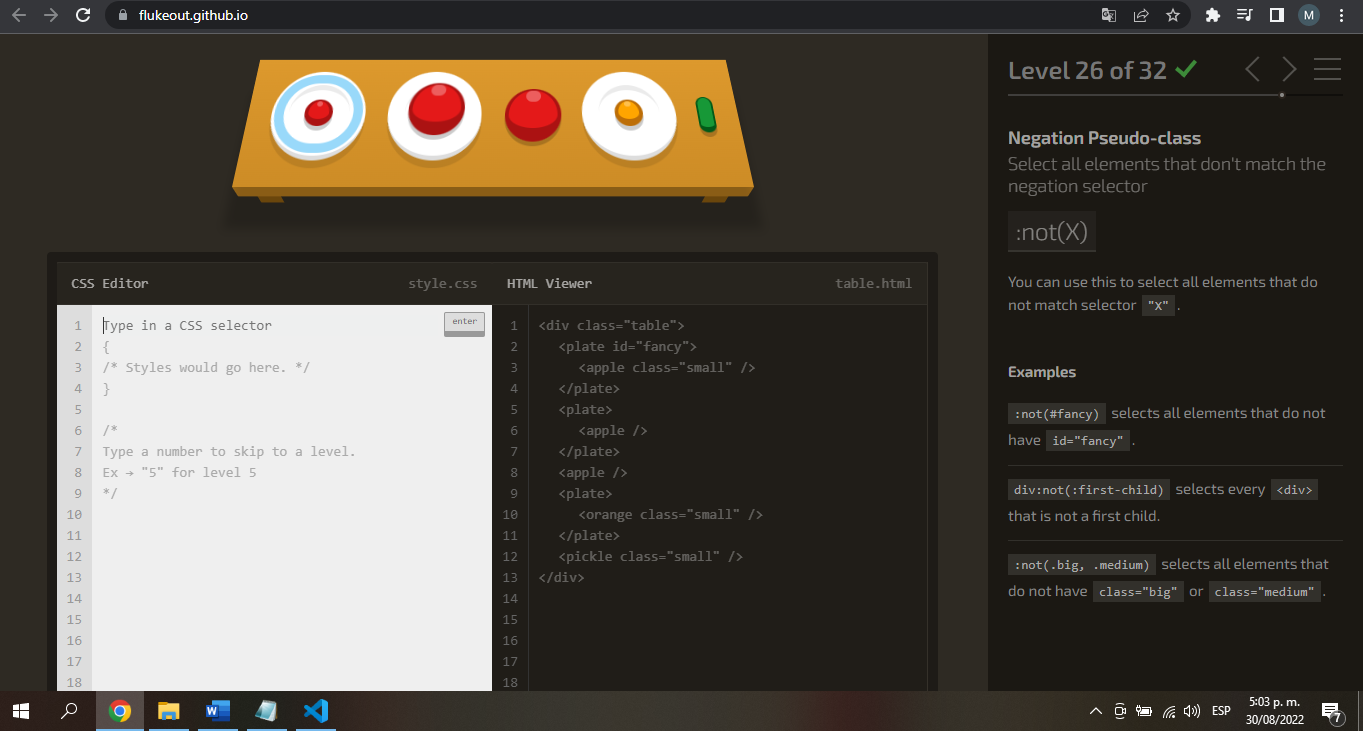 flukeout.github.io
M
Level 26 of 32
Negation Pseudo-class
Select all elements that don't match the
negation selector
:not(X)
You can use this to select all elements that do
not match selector "X" .
Examples
:not(#fancy) selects all elements that do not
have id="fancy" .
div:not(:first-child) selects every <div>
that is not a first child.
:not(.big, .medium) selects all elements that
do not have class="big" or class="medium" .
CSS Editor style.css
enter
1 Type in a CSS selector
2 {
3 /* Styles would go here. */
4 }
5
6 /*
7 Type a number to skip to a level.
8 Ex → "5" for level 5
9 */
10
11
12
13
14
15
16
17
18
HTML Viewer table.html
1 <div class="table">
2 <plate id="fancy">
3 <apple class="small" />
4 </plate>
5 <plate>
6 <apple />
7 </plate>
8 <apple />
9 <plate>
10 <orange class="small" />
11 </plate>
12 <pickle class="small" />
13 </div>
14
15
16
17
18
ESP
5:03 p. m.
30/08/2022
7